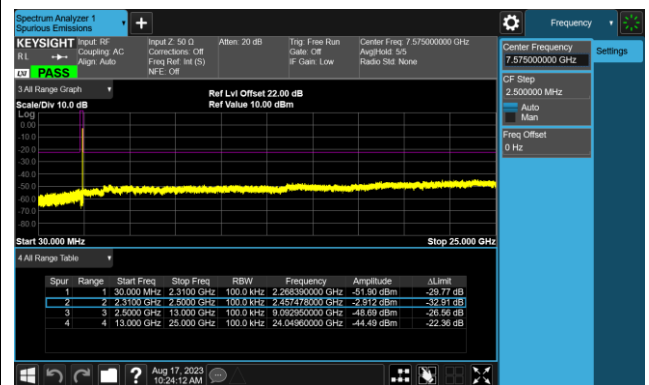 Spectrum Analyzer 1
Spurious Emissions
Frequency
KEYSIGHT
Input: RF
Input Z: 50 Ω
Atten: 20 dB
Trig: Free Run
Center Freq: 7.575000000 GHz
RL
Coupling: AC
Corrections: Off
Gate: Off
Avg|Hold: 5/5
Align: Auto
Freq Ref: Int (S)
IF Gain: Low
Radio Std: None
LXI
PASS
NFE: Off
Center Frequency
7.575000000 GHz
Settings
CF Step
2.500000 MHz
Auto
Man
Freq Offset
0 Hz
3 All Range Graph
Ref Lvl Offset 22.00 dB
Scale/Div 10.0 dB
Ref Value 10.00 dBm
Log
0.00
-10.0
-20.0
-30.0
-40.0
-50.0
-60.0
-70.0
-80.0
Start 30.000 MHz
Stop 25.000 GHz
4 All Range Table
Spur Range Start Freq Stop Freq RBW Frequency Amplitude ΔLimit
1 1 30.000 MHz 2.3100 GHz 100.0 kHz 2.268390000 GHz -51.90 dBm -29.77 dB
2 2 2.3100 GHz 2.5000 GHz 100.0 kHz 2.457478000 GHz -2.912 dBm -32.91 dB
3 3 2.5000 GHz 13.000 GHz 100.0 kHz 9.092950000 GHz -48.69 dBm -26.56 dB
4 4 13.000 GHz 25.000 GHz 100.0 kHz 24.04960000 GHz -44.49 dBm -22.36 dB
?
Aug 17, 2023
10:24:12 AM